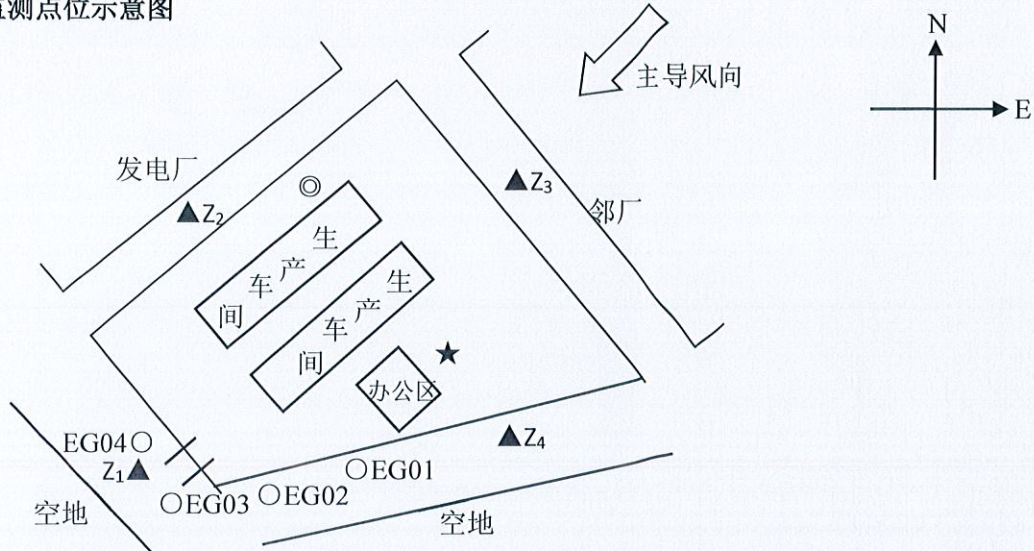 测点位示意图
N
主导风向
E
发电厂
Z₃
Z₂
邻厂
生
产
车
间
生
产
车
间
办公区
Z₄
EG04
Z₁
EG01
EG02
EG03
空地
空地